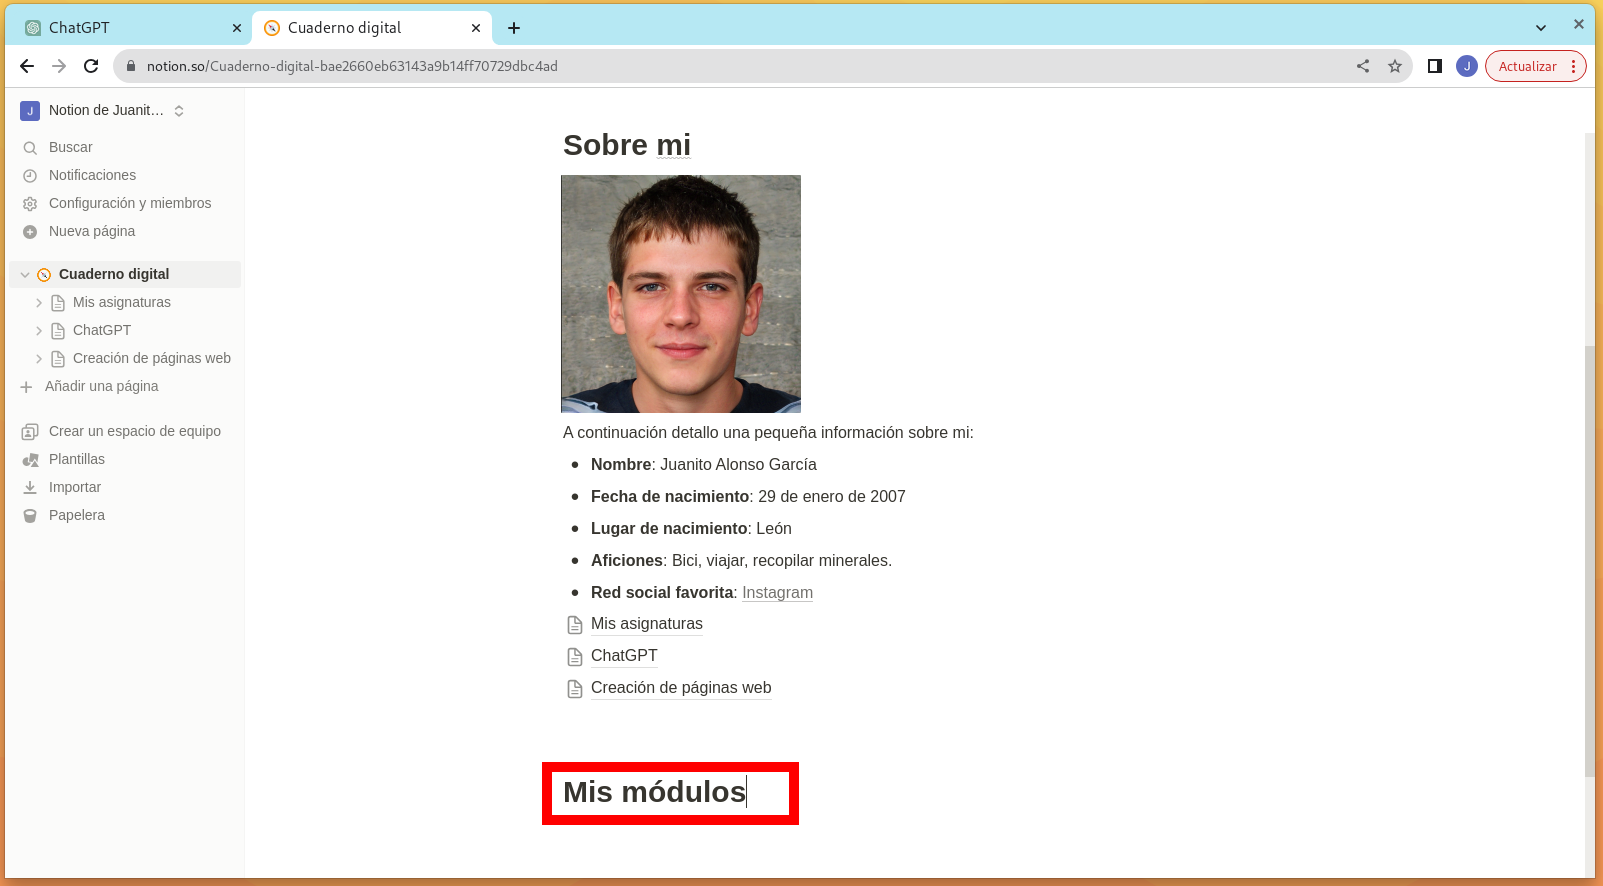 ChatGPT
Cuaderno digital
notion.so/Cuaderno-digital-bae2660eb63143a9b14ff70729dbc4ad
J
Actualizar
J Notion de Juanit…
Buscar
Notificaciones
Configuración y miembros
Nueva página
Cuaderno digital
Mis asignaturas
ChatGPT
Creación de páginas web
Añadir una página
Crear un espacio de equipo
Plantillas
Importar
Papelera
Sobre mi
A continuación detallo una pequeña información sobre mi:
• Nombre: Juanito Alonso García
• Fecha de nacimiento: 29 de enero de 2007
• Lugar de nacimiento: León
• Aficiones: Bici, viajar, recopilar minerales.
• Red social favorita: Instagram
Mis asignaturas
ChatGPT
Creación de páginas web
Mis módulos